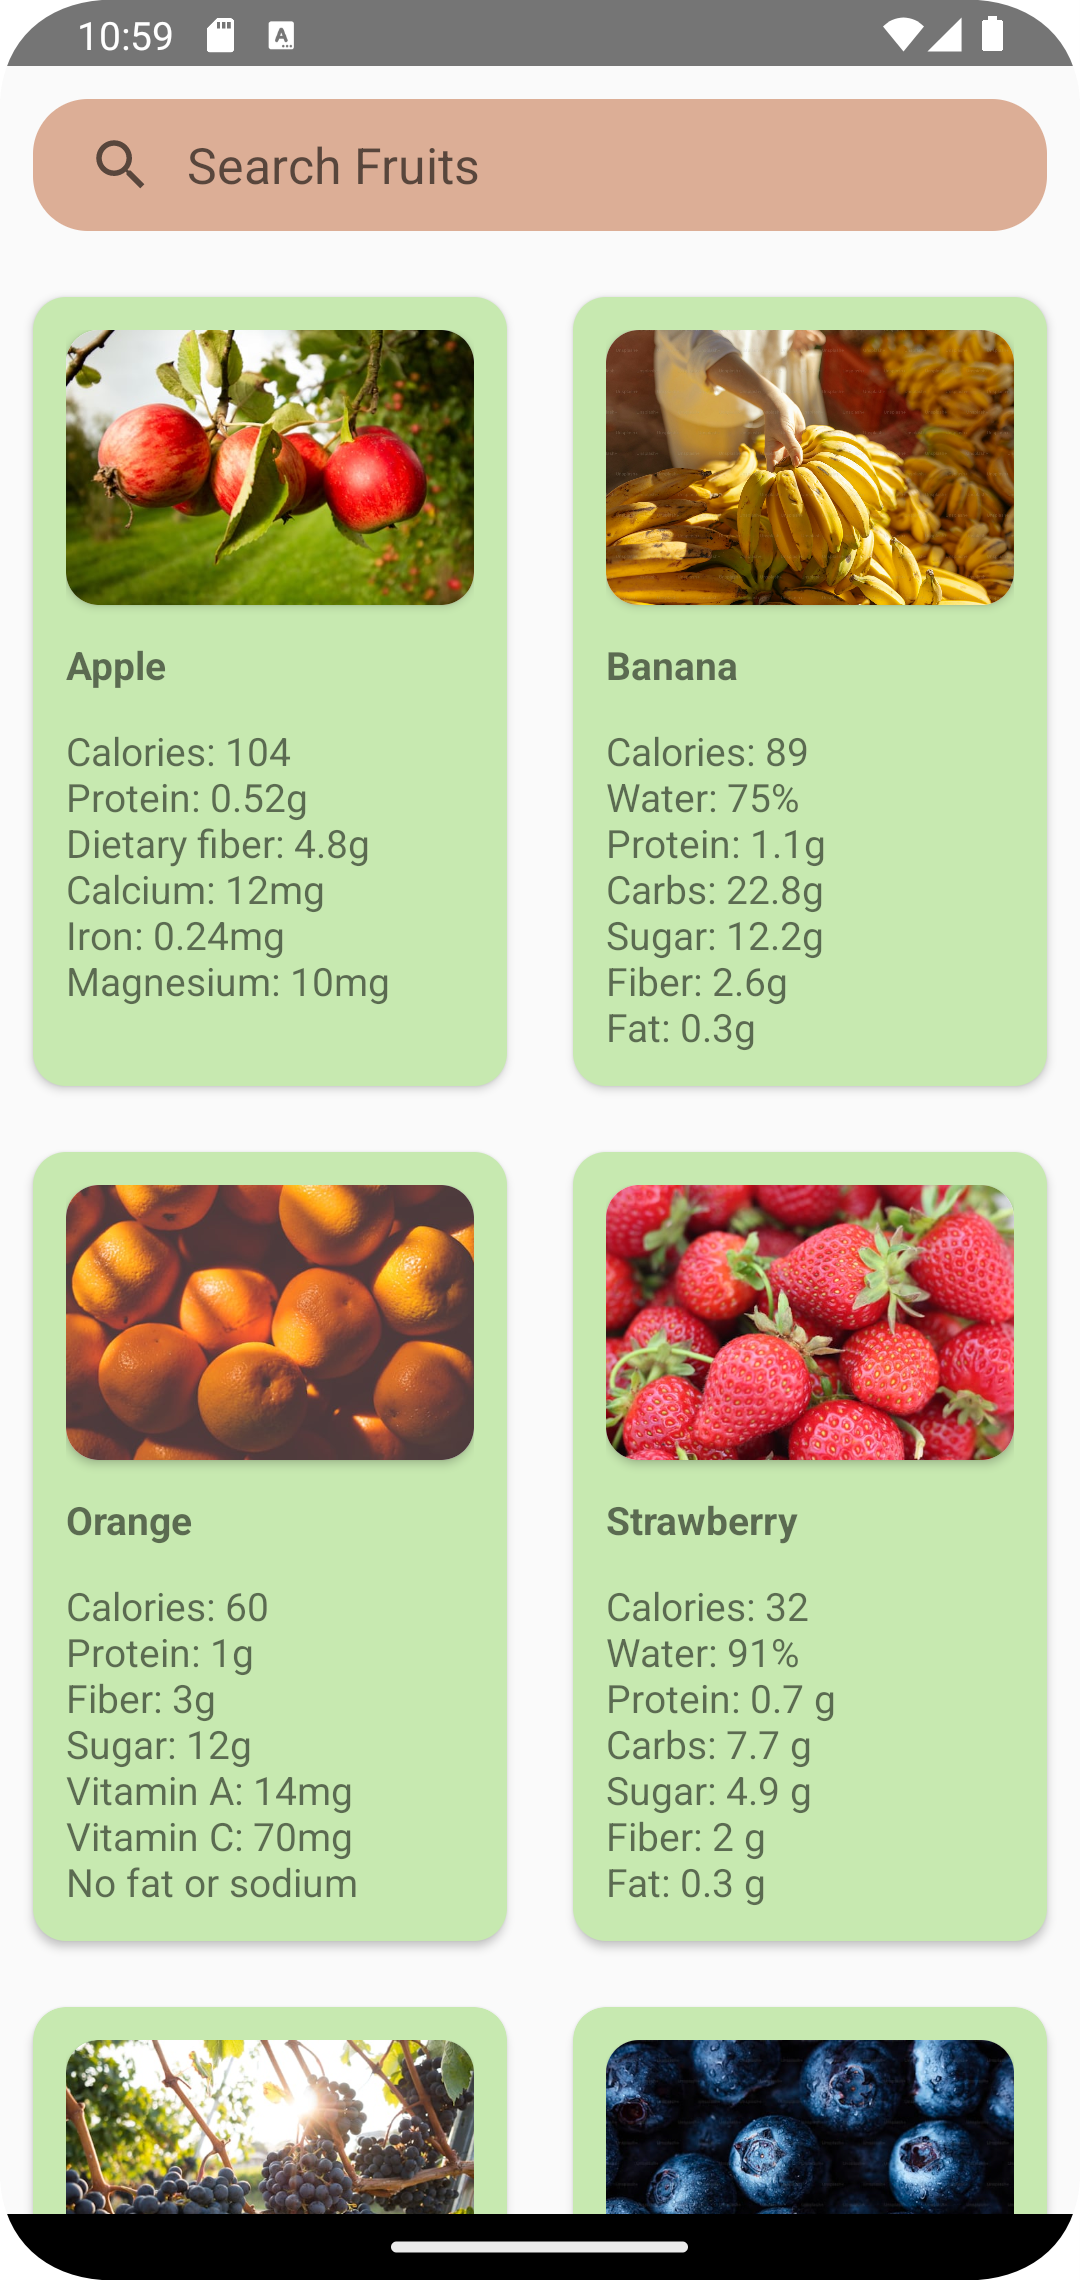 10:59
Search Fruits
Apple
Calories: 104
Protein: 0.52g
Dietary fiber: 4.8g
Calcium: 12mg
Iron: 0.24mg
Magnesium: 10mg
Banana
Calories: 89
Water: 75%
Protein: 1.1g
Carbs: 22.8g
Sugar: 12.2g
Fiber: 2.6g
Fat: 0.3g
Orange
Calories: 60
Protein: 1g
Fiber: 3g
Sugar: 12g
Vitamin A: 14mg
Vitamin C: 70mg
No fat or sodium
Strawberry
Calories: 32
Water: 91%
Protein: 0.7 g
Carbs: 7.7 g
Sugar: 4.9 g
Fiber: 2 g
Fat: 0.3 g